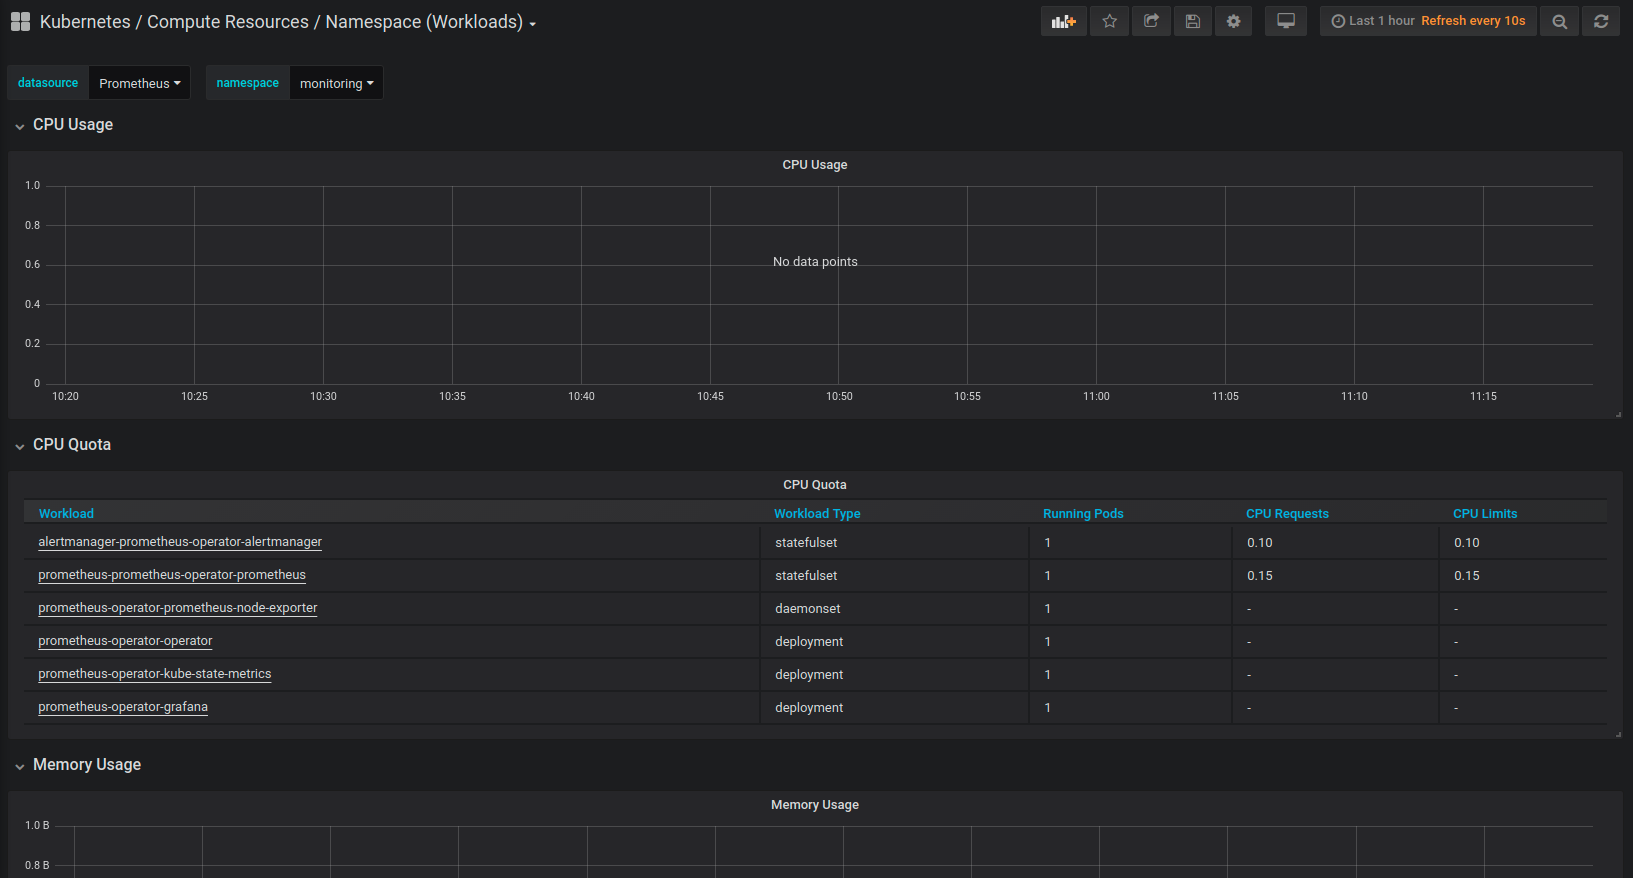 Kubernetes / Compute Resources / Namespace (Workloads)
Last 1 hour Refresh every 10s
datasource Prometheus namespace monitoring
CPU Usage
CPU Usage
1.0
0.8
No data points
0.6
0.4
0.2
0
10:20 10:25 10:30 10:35 10:40 10:45 10:50 10:55 11:00 11:05 11:10 11:15
CPU Quota
CPU Quota
Workload Workload Type Running Pods CPU Requests CPU Limits
alertmanager-prometheus-operator-alertmanager statefulset 1 0.10 0.10
prometheus-prometheus-operator-prometheus statefulset 1 0.15 0.15
prometheus-operator-prometheus-node-exporter daemonset 1 - -
prometheus-operator-operator deployment 1 - -
prometheus-operator-kube-state-metrics deployment 1 - -
prometheus-operator-grafana deployment 1 - -
Memory Usage
Memory Usage
1.0 B
0.8 B